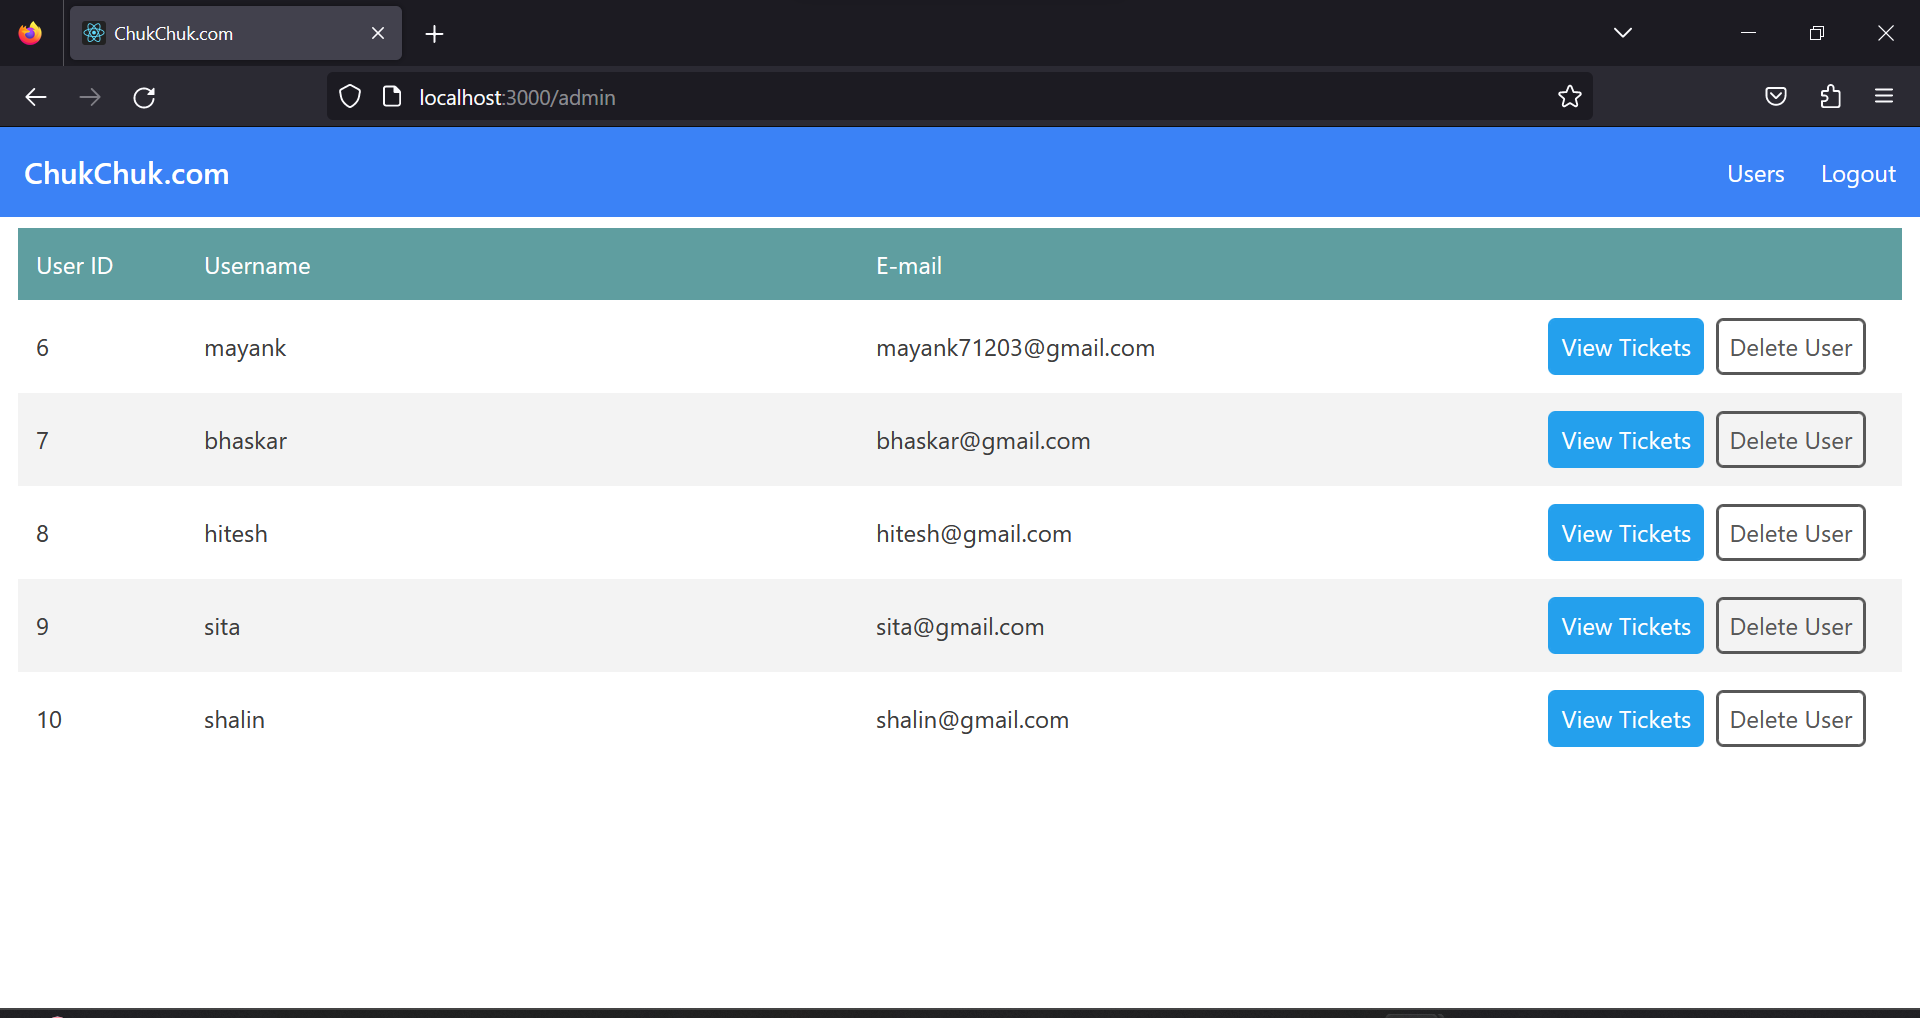 ChukChuk.com
localhost:3000/admin
ChukChuk.com Users Logout
User ID Username E-mail
6 mayank mayank71203@gmail.com View Tickets Delete User
7 bhaskar bhaskar@gmail.com View Tickets Delete User
8 hitesh hitesh@gmail.com View Tickets Delete User
9 sita sita@gmail.com View Tickets Delete User
10 shalin shalin@gmail.com View Tickets Delete User